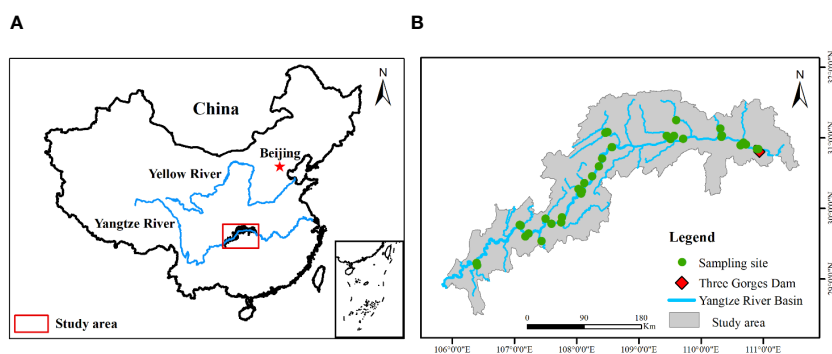 A
B
N
China
Beijing
Yellow River
Yangtze River
Study area
N
Legend
Sampling site
Three Gorges Dam
Yangtze River Basin
Study area
0 90 180
Km
106°0'0"E 107°0'0"E 108°0'0"E 109°0'0"E 110°0'0"E 111°0'0"E